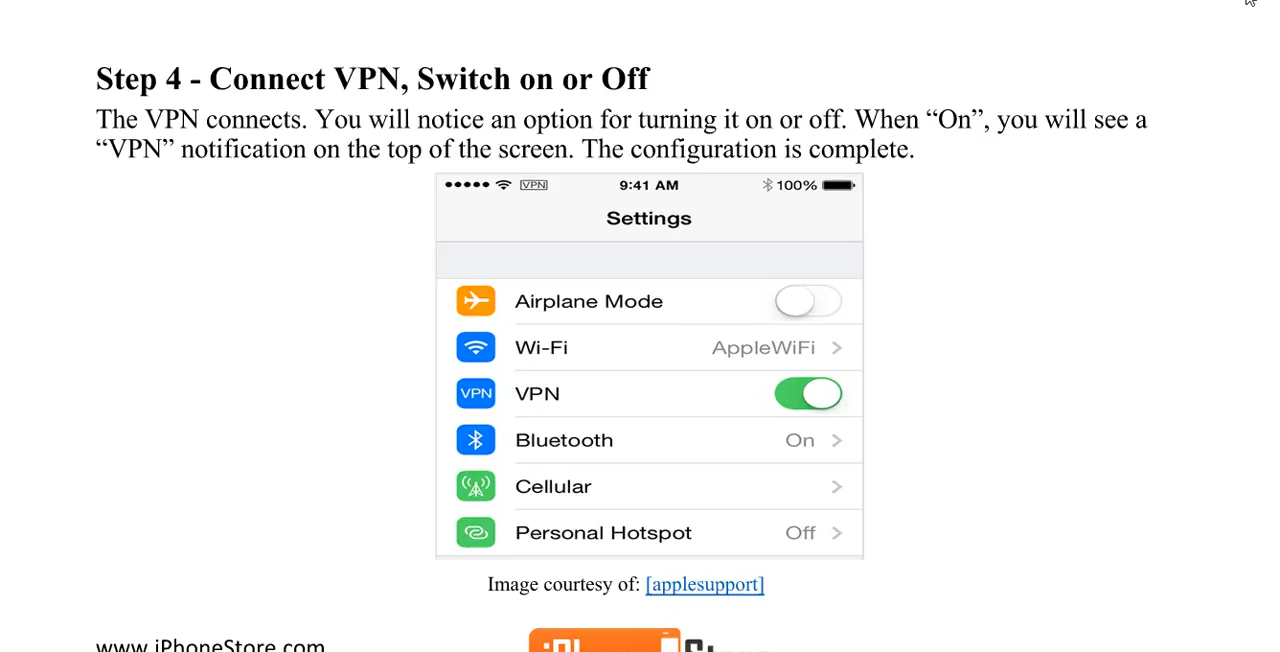 Step 4 - Connect VPN, Switch on or Off
The VPN connects. You will notice an option for turning it on or off. When “On”, you will see a
“VPN” notification on the top of the screen. The configuration is complete.
VPN 9:41 AM 100%
Settings
Airplane Mode
Wi-Fi AppleWiFi
VPN VPN
Bluetooth On
Cellular
Personal Hotspot Off
Image courtesy of: [applesupport]
www.iPhoneStore.com